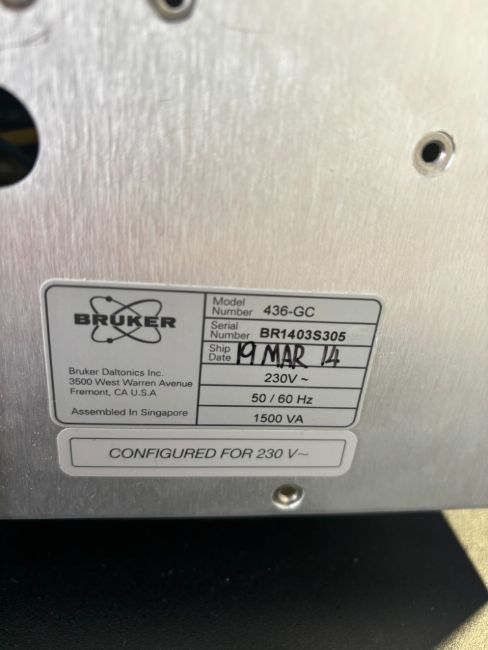 BRUKER
Bruker Daltonics Inc.
3500 West Warren Avenue
Fremont, CA U.S.A
Assembled In Singapore
Model Number 436-GC
Serial Number BR1403S305
Ship Date 19 MAR 14
230V ~
50 / 60 Hz
1500 VA
CONFIGURED FOR 230 V~